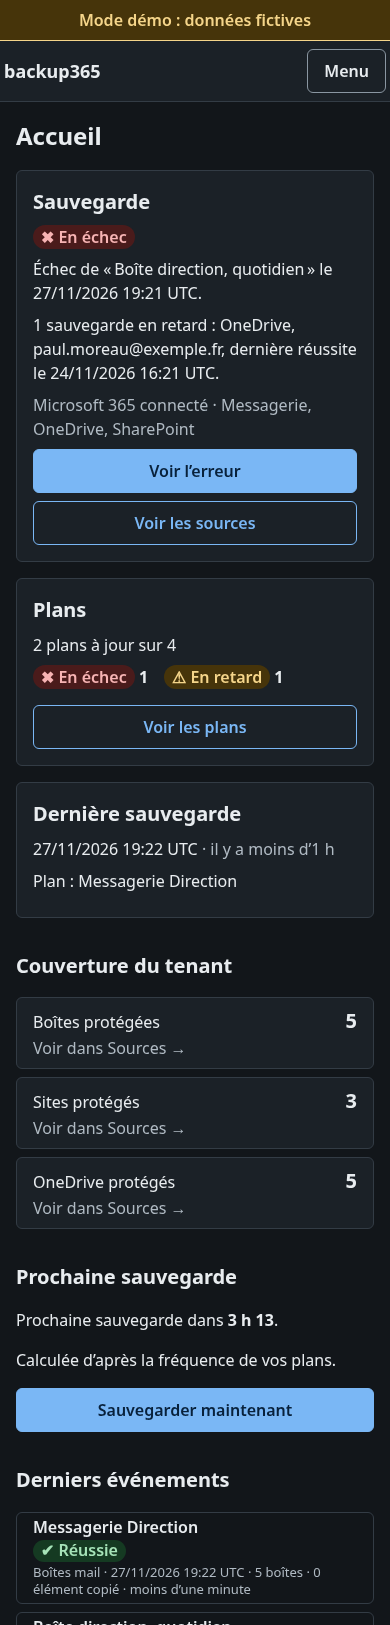 Mode démo : données fictives
backup365
Menu
Accueil
Sauvegarde
✖ En échec
Échec de « Boîte direction, quotidien » le
27/11/2026 19:21 UTC.
1 sauvegarde en retard : OneDrive,
paul.moreau@exemple.fr, dernière réussite
le 24/11/2026 16:21 UTC.
Microsoft 365 connecté · Messagerie,
OneDrive, SharePoint
Voir l’erreur
Voir les sources
Plans
2 plans à jour sur 4
✖ En échec 1 ⚠ En retard 1
Voir les plans
Dernière sauvegarde
27/11/2026 19:22 UTC · il y a moins d’1 h
Plan : Messagerie Direction
Couverture du tenant
Boîtes protégées 5
Voir dans Sources →
Sites protégés 3
Voir dans Sources →
OneDrive protégés 5
Voir dans Sources →
Prochaine sauvegarde
Prochaine sauvegarde dans 3 h 13.
Calculée d’après la fréquence de vos plans.
Sauvegarder maintenant
Derniers événements
Messagerie Direction
✔ Réussie
Boîtes mail · 27/11/2026 19:22 UTC · 5 boîtes · 0
élément copié · moins d’une minute
Boîte direction, quotidien